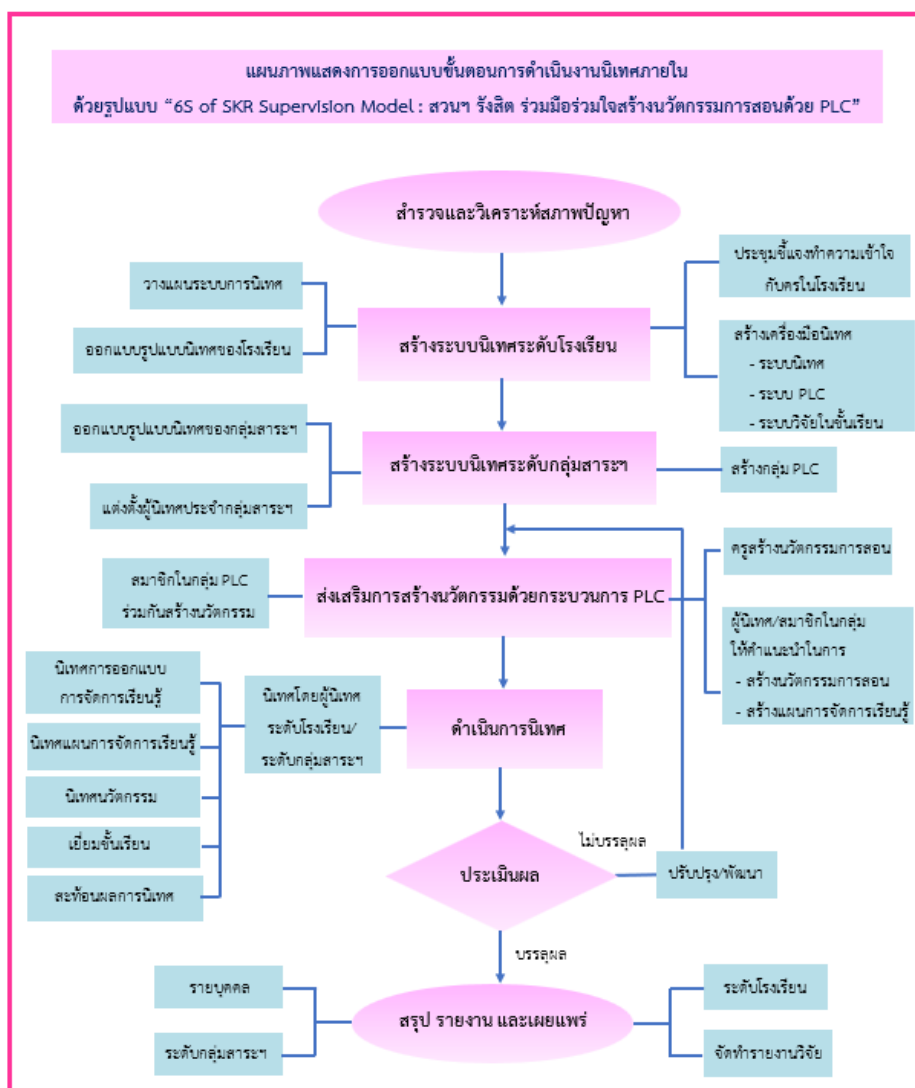 แผนภาพแสดงการออกแบบขั้นตอนการดำเนินงานนิเทศภายใน
ด้วยรูปแบบ “6S of SKR Supervision Model : สวนฯ รังสิต ร่วมมือร่วมใจสร้างนวัตกรรมการสอนด้วย PLC”
สำรวจและวิเคราะห์สภาพปัญหา
วางแผนระบบการนิเทศ
ออกแบบรูปแบบนิเทศของโรงเรียน
สร้างระบบนิเทศระดับโรงเรียน
ประชุมชี้แจงทำความเข้าใจ
กับครูในโรงเรียน
สร้างเครื่องมือนิเทศ
- ระบบนิเทศ
- ระบบ PLC
- ระบบวิจัยในชั้นเรียน
ออกแบบรูปแบบนิเทศของกลุ่มสาระฯ
แต่งตั้งผู้นิเทศประจำกลุ่มสาระฯ
สร้างระบบนิเทศระดับกลุ่มสาระฯ
สร้างกลุ่ม PLC
สมาชิกในกลุ่ม PLC
ร่วมกันสร้างนวัตกรรม
ส่งเสริมการสร้างนวัตกรรมด้วยกระบวนการ PLC
ครูสร้างนวัตกรรมการสอน
ผู้นิเทศ/สมาชิกในกลุ่ม
ให้คำแนะนำในการ
- สร้างนวัตกรรมการสอน
- สร้างแผนการจัดการเรียนรู้
นิเทศการออกแบบ
การจัดการเรียนรู้
นิเทศแผนการจัดการเรียนรู้
นิเทศนวัตกรรม
เยี่ยมชั้นเรียน
สะท้อนผลการนิเทศ
นิเทศโดยผู้นิเทศ
ระดับโรงเรียน/
ระดับกลุ่มสาระฯ
ดำเนินการนิเทศ
ประเมินผล
ไม่บรรลุผล
ปรับปรุง/พัฒนา
บรรลุผล
รายบุคคล
ระดับกลุ่มสาระฯ
สรุป รายงาน และเผยแพร่
ระดับโรงเรียน
จัดทำรายงานวิจัย